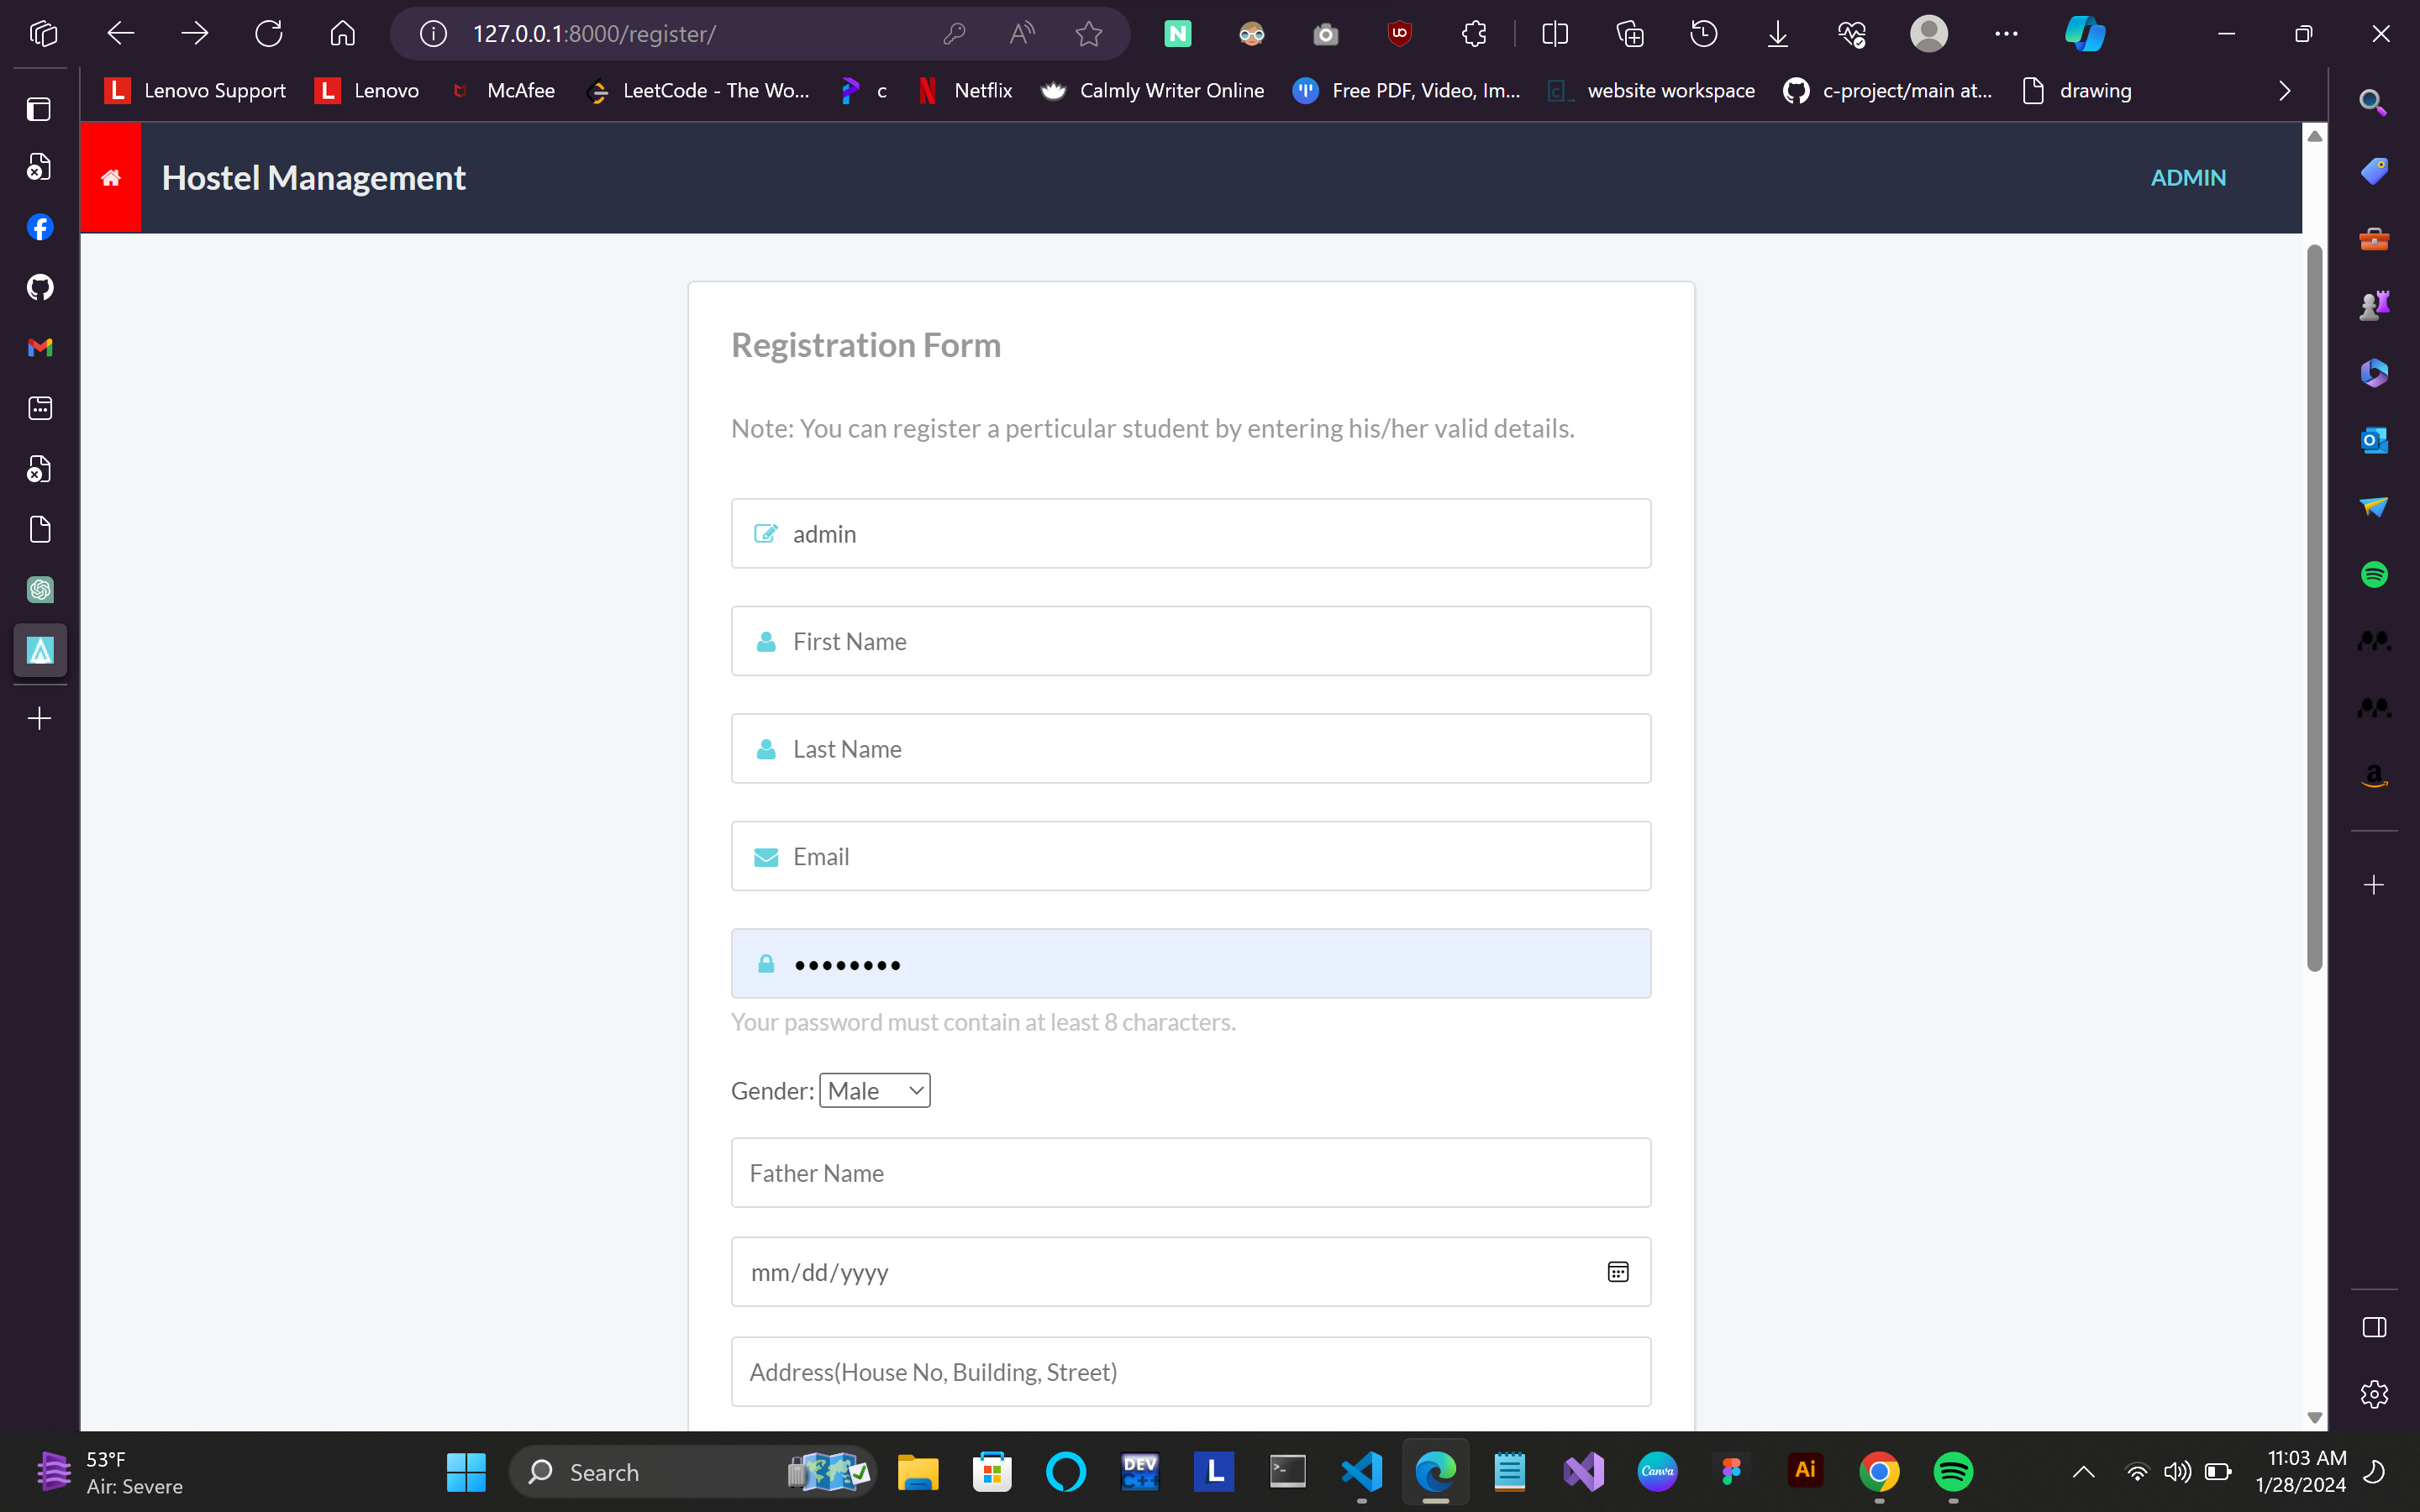 127.0.0.1:8000/register/
Lenovo Support
Lenovo
McAfee
LeetCode - The Wo...
c
Netflix
Calmly Writer Online
Free PDF, Video, Im...
website workspace
c-project/main at...
drawing
Hostel Management
ADMIN
Registration Form
Note: You can register a perticular student by entering his/her valid details.
admin
First Name
Last Name
Email
Your password must contain at least 8 characters.
Gender: Male
Father Name
mm/dd/yyyy
Address(House No, Building, Street)
53°F
Air: Severe
Search
DEV
C++
L
Canva
Ai
11:03 AM
1/28/2024